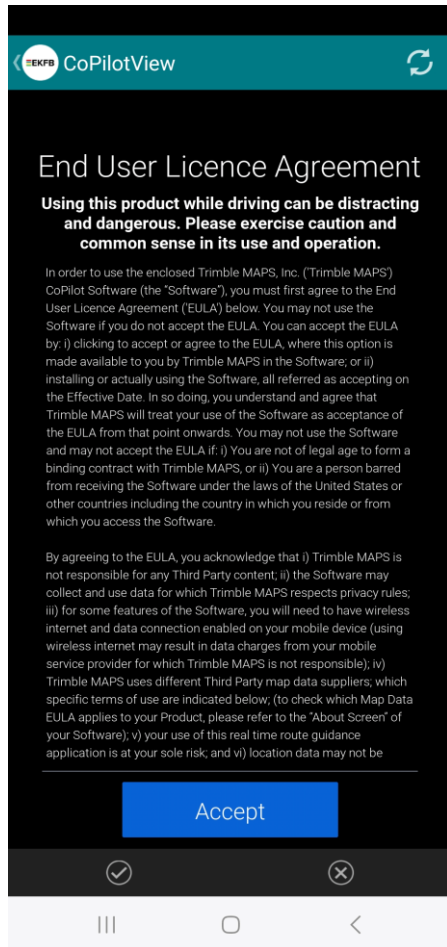 EKFB CoPilotView
End User Licence Agreement
Using this product while driving can be distracting
and dangerous. Please exercise caution and
common sense in its use and operation.
In order to use the enclosed Trimble MAPS, Inc. ('Trimble MAPS')
CoPilot Software (the “Software”), you must first agree to the End
User Licence Agreement ('EULA') below. You may not use the
Software if you do not accept the EULA. You can accept the EULA
by: i) clicking to accept or agree to the EULA, where this option is
made available to you by Trimble MAPS in the Software; or ii)
installing or actually using the Software, all referred as accepting on
the Effective Date. In so doing, you understand and agree that
Trimble MAPS will treat your use of the Software as acceptance of
the EULA from that point onwards. You may not use the Software
and may not accept the EULA if: i) You are not of legal age to form a
binding contract with Trimble MAPS, or ii) You are a person barred
from receiving the Software under the laws of the United States or
other countries including the country in which you reside or from
which you access the Software.
By agreeing to the EULA, you acknowledge that i) Trimble MAPS is
not responsible for any Third Party content; ii) the Software may
collect and use data for which Trimble MAPS respects privacy rules;
iii) for some features of the Software, you will need to have wireless
internet and data connection enabled on your mobile device (using
wireless internet may result in data charges from your mobile
service provider for which Trimble MAPS is not responsible); iv)
Trimble MAPS uses different Third Party map data suppliers; which
specific terms of use are indicated below; (to check which Map Data
EULA applies to your Product, please refer to the “About Screen” of
your Software); v) your use of this real time route guidance
application is at your sole risk; and vi) location data may not be
Accept